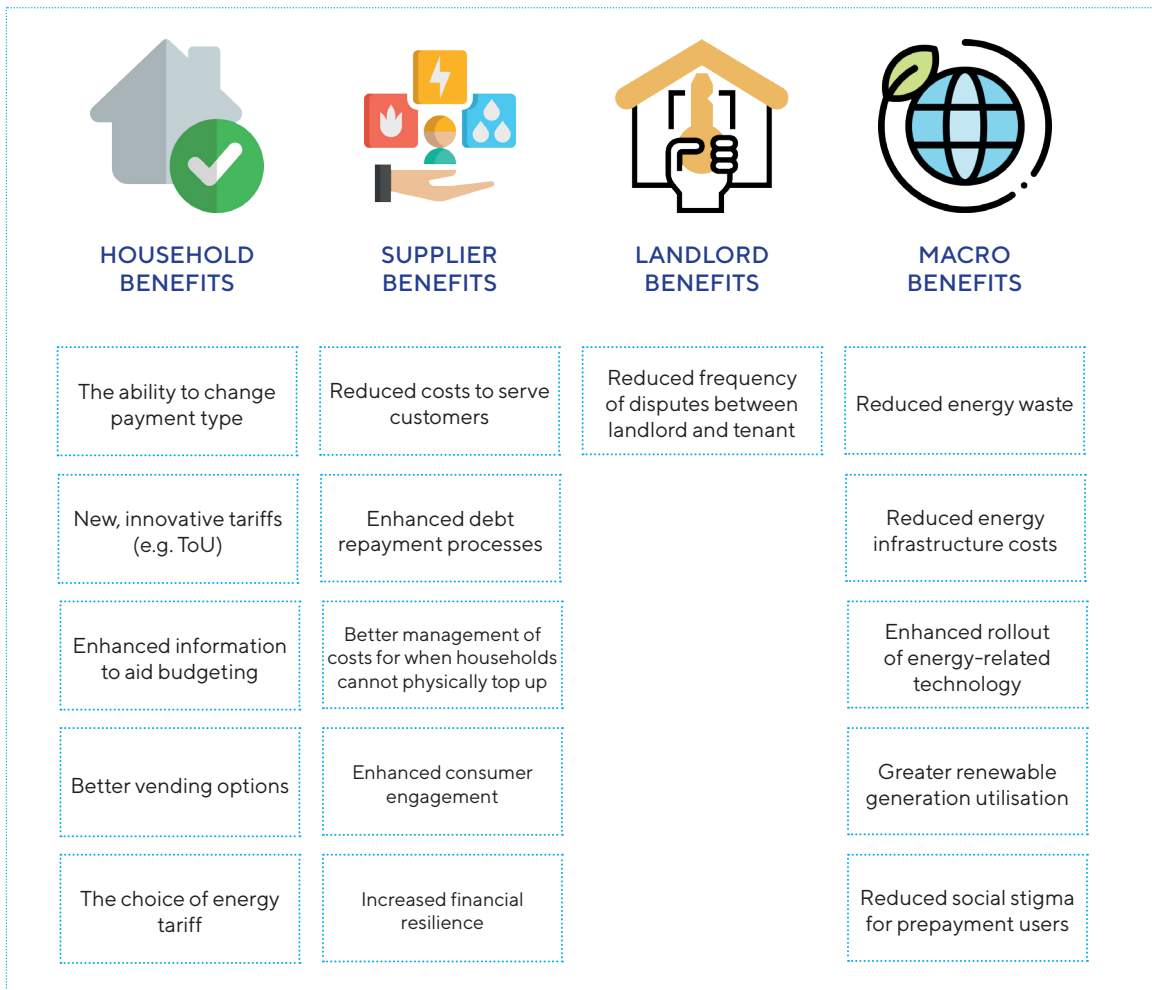 HOUSEHOLD
BENEFITS
The ability to change
payment type
New, innovative tariffs
(e.g. ToU)
Enhanced information
to aid budgeting
Better vending options
The choice of energy
tariff
SUPPLIER
BENEFITS
Reduced costs to serve
customers
Enhanced debt
repayment processes
Better management of
costs for when households
cannot physically top up
Enhanced consumer
engagement
Increased financial
resilience
LANDLORD
BENEFITS
Reduced frequency
of disputes between
landlord and tenant
MACRO
BENEFITS
Reduced energy waste
Reduced energy
infrastructure costs
Enhanced rollout
of energy-related
technology
Greater renewable
generation utilisation
Reduced social stigma
for prepayment users